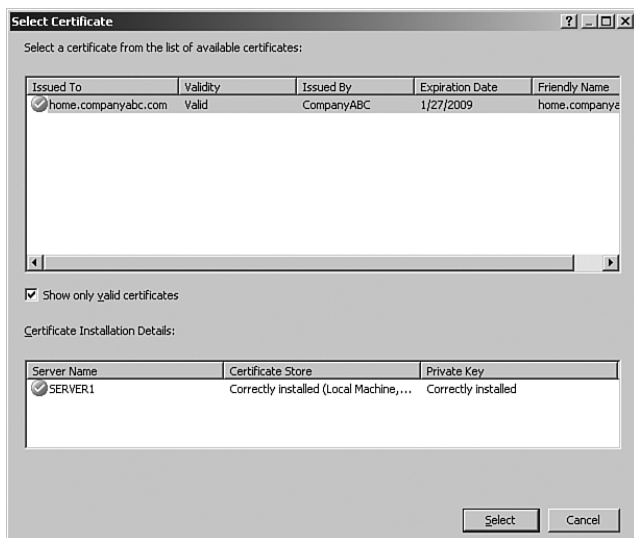 Select Certificate
Select a certificate from the list of available certificates:
Issued To Validity Issued By Expiration Date Friendly Name
home.companyabc.com Valid CompanyABC 1/27/2009 home.companya
Show only valid certificates
Certificate Installation Details:
Server Name Certificate Store Private Key
SERVER1 Correctly installed (Local Machine,... Correctly installed
Select Cancel